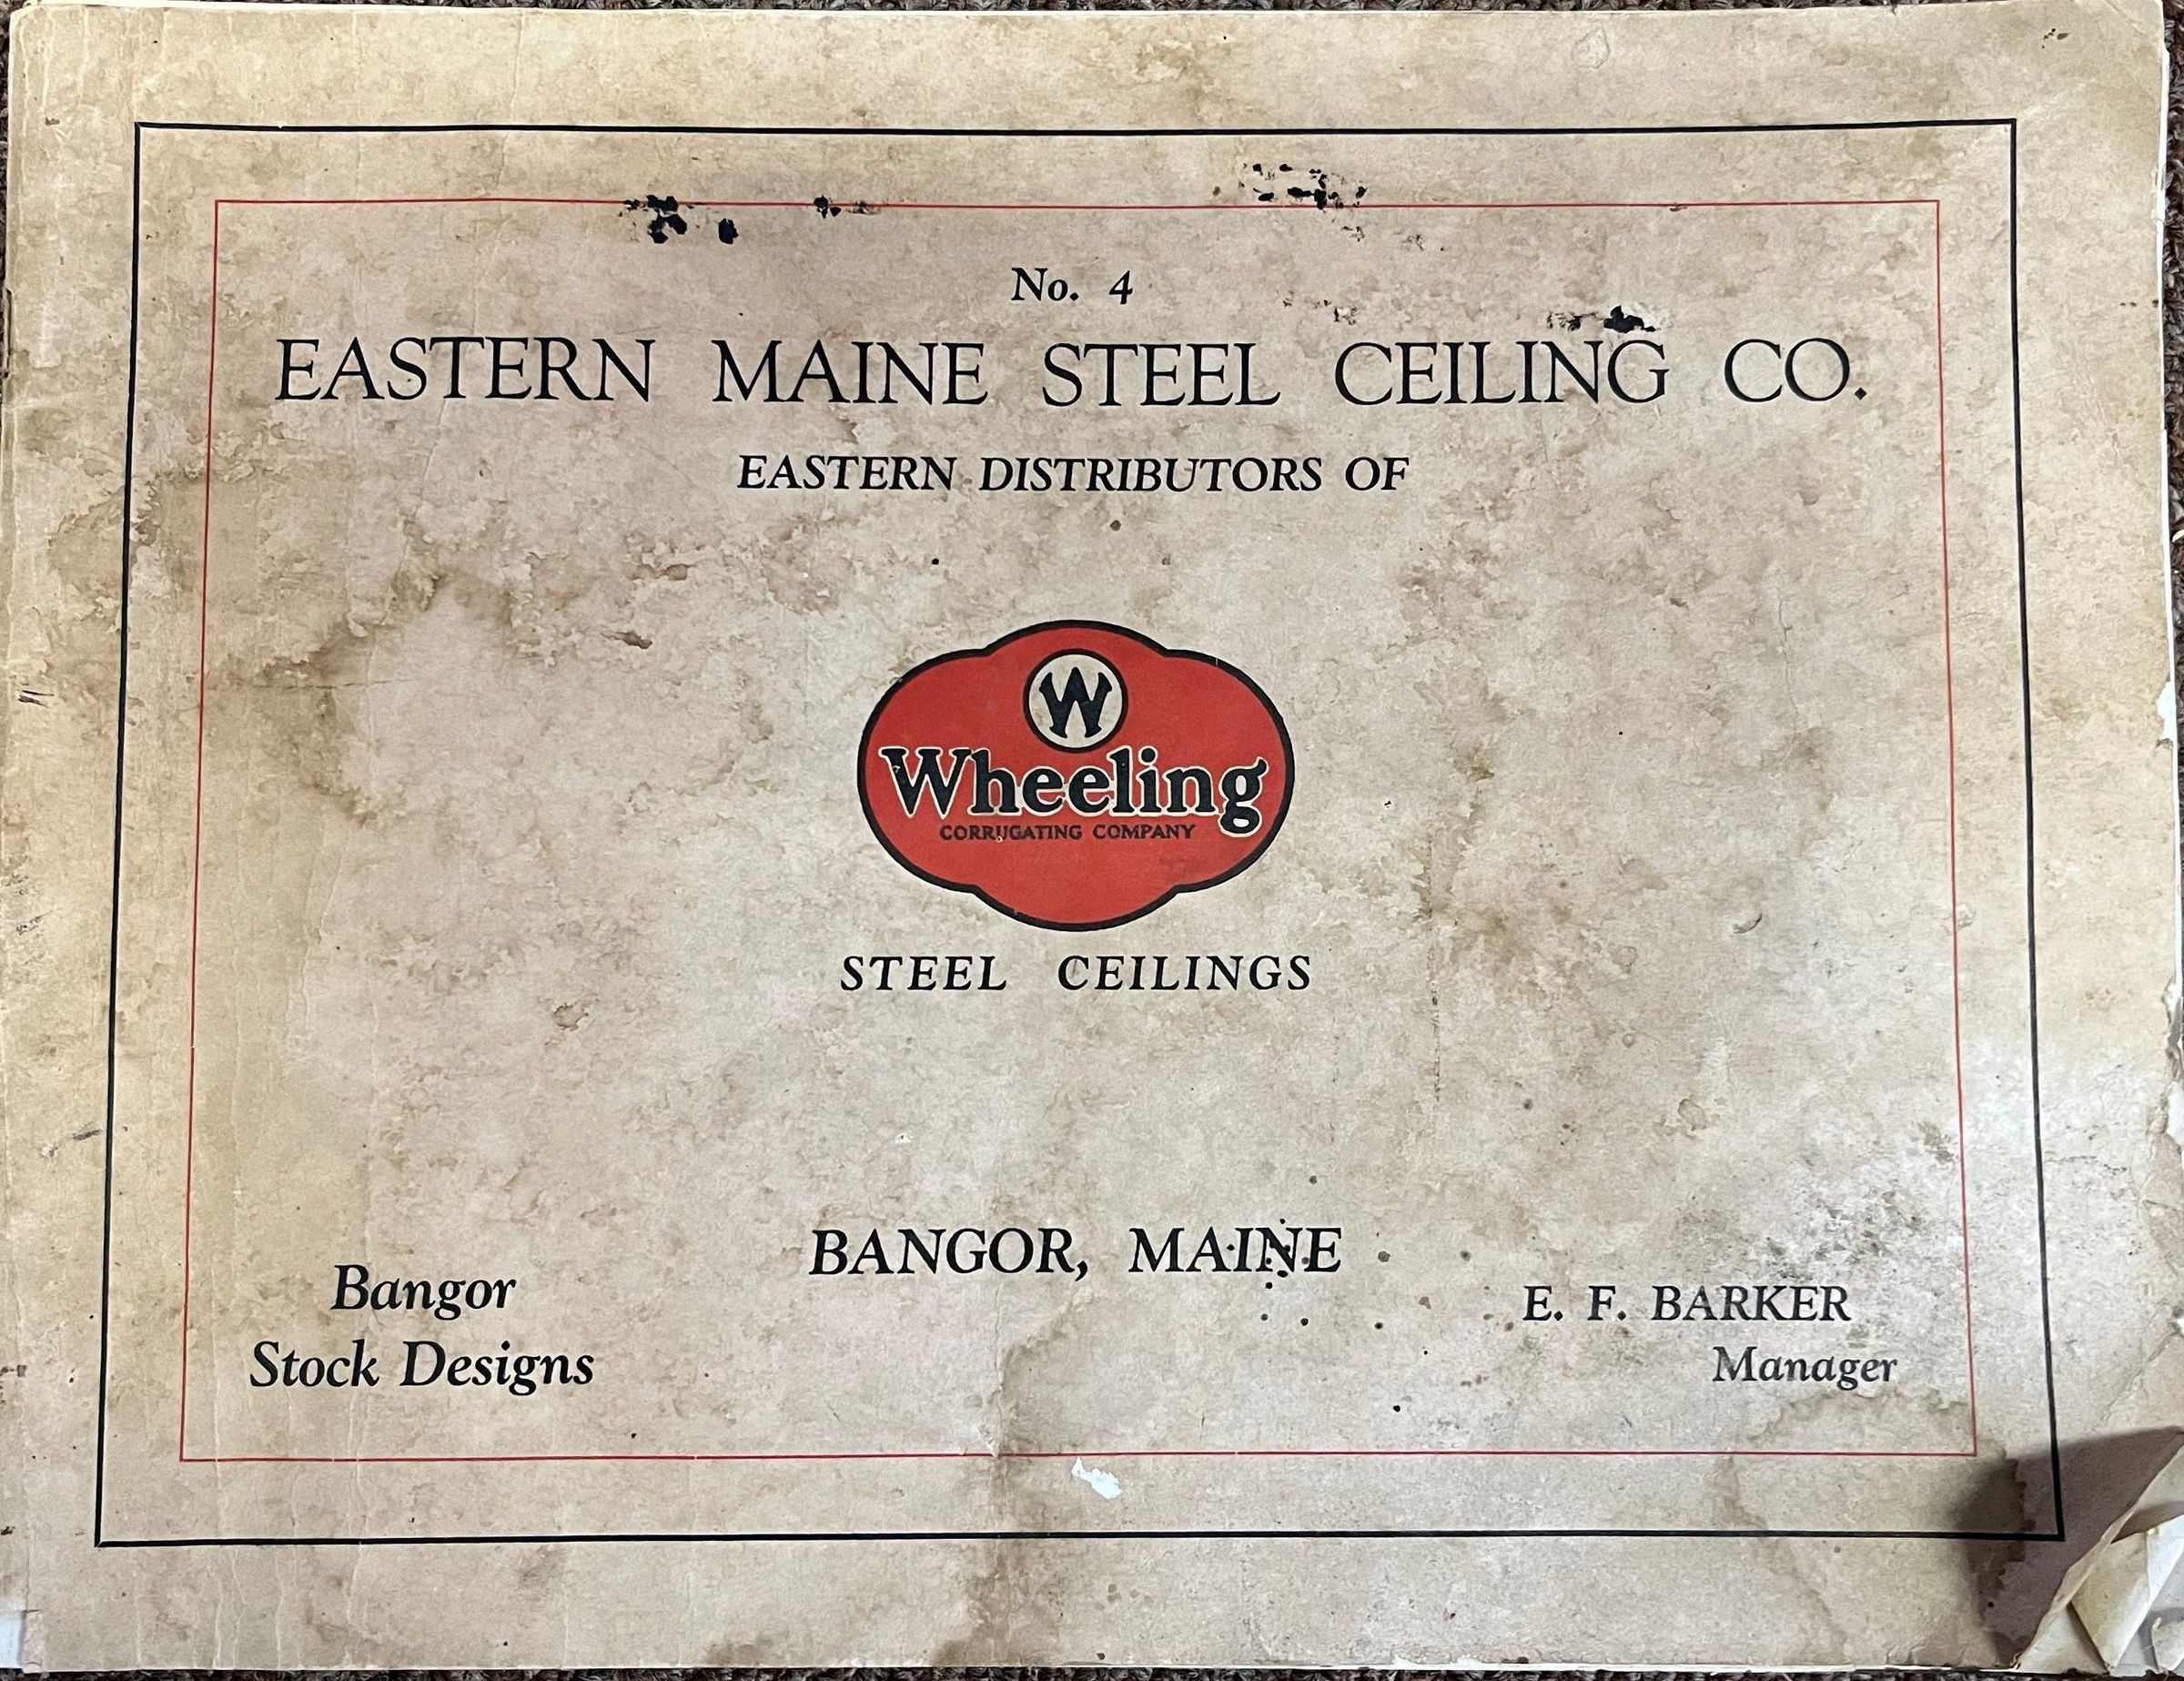 No. 4
EASTERN MAINE STEEL CEILING CO.
EASTERN DISTRIBUTORS OF
W
Wheeling
CORRUGATING COMPANY
STEEL CEILINGS
BANGOR, MAINE
Bangor
Stock Designs
E. F. BARKER
Manager